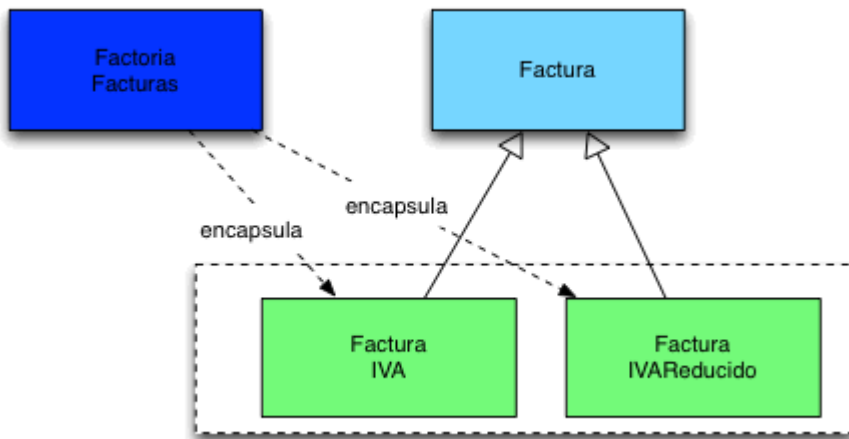 Factoria
Facturas
Factura
encapsula
encapsula
Factura
IVA
Factura
IVAReducido